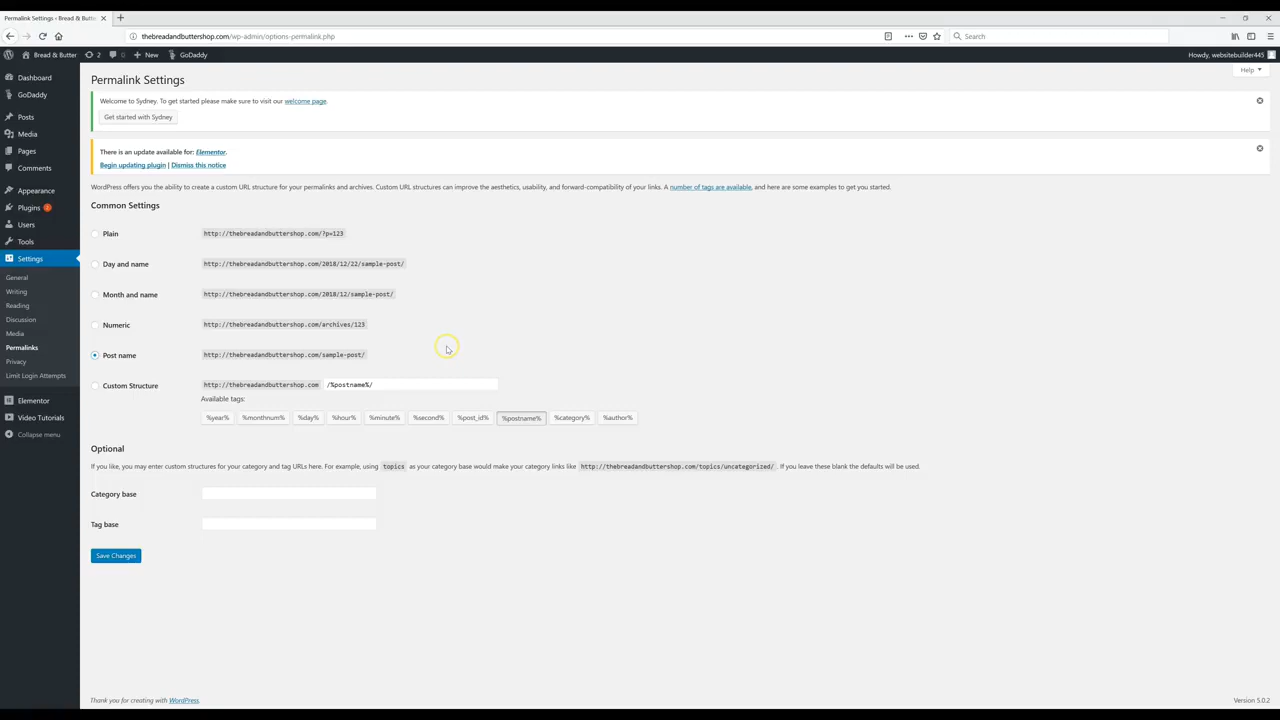 Permalink Settings ‹ Bread & Butte
thebreadandbuttershop.com/wp-admin/options-permalink.php
Search
Bread & Butter 2 0 New GoDaddy
Howdy, websitebuilder445
Dashboard
GoDaddy
Posts
Media
Pages
Comments
Appearance
Plugins 2
Users
Tools
Settings
General
Writing
Reading
Discussion
Media
Permalinks
Privacy
Limit Login Attempts
Elementor
Video Tutorials
Collapse menu
Help
Permalink Settings
Welcome to Sydney. To get started please make sure to visit our welcome page.
Get started with Sydney
There is an update available for: Elementor.
Begin updating plugin | Dismiss this notice
WordPress offers you the ability to create a custom URL structure for your permalinks and archives. Custom URL structures can improve the aesthetics, usability, and forward-compatibility of your links. A number of tags are available, and here are some examples to get you started.
Common Settings
Plain http://thebreadandbuttershop.com/?p=123
Day and name http://thebreadandbuttershop.com/2018/12/22/sample-post/
Month and name http://thebreadandbuttershop.com/2018/12/sample-post/
Numeric http://thebreadandbuttershop.com/archives/123
Post name http://thebreadandbuttershop.com/sample-post/
Custom Structure http://thebreadandbuttershop.com /%postname%/
Available tags:
%year% %monthnum% %day% %hour% %minute% %second% %post_id% %postname% %category% %author%
Optional
If you like, you may enter custom structures for your category and tag URLs here. For example, using topics as your category base would make your category links like http://thebreadandbuttershop.com/topics/uncategorized/ . If you leave these blank the defaults will be used.
Category base
Tag base
Save Changes
Thank you for creating with WordPress.
Version 5.0.2